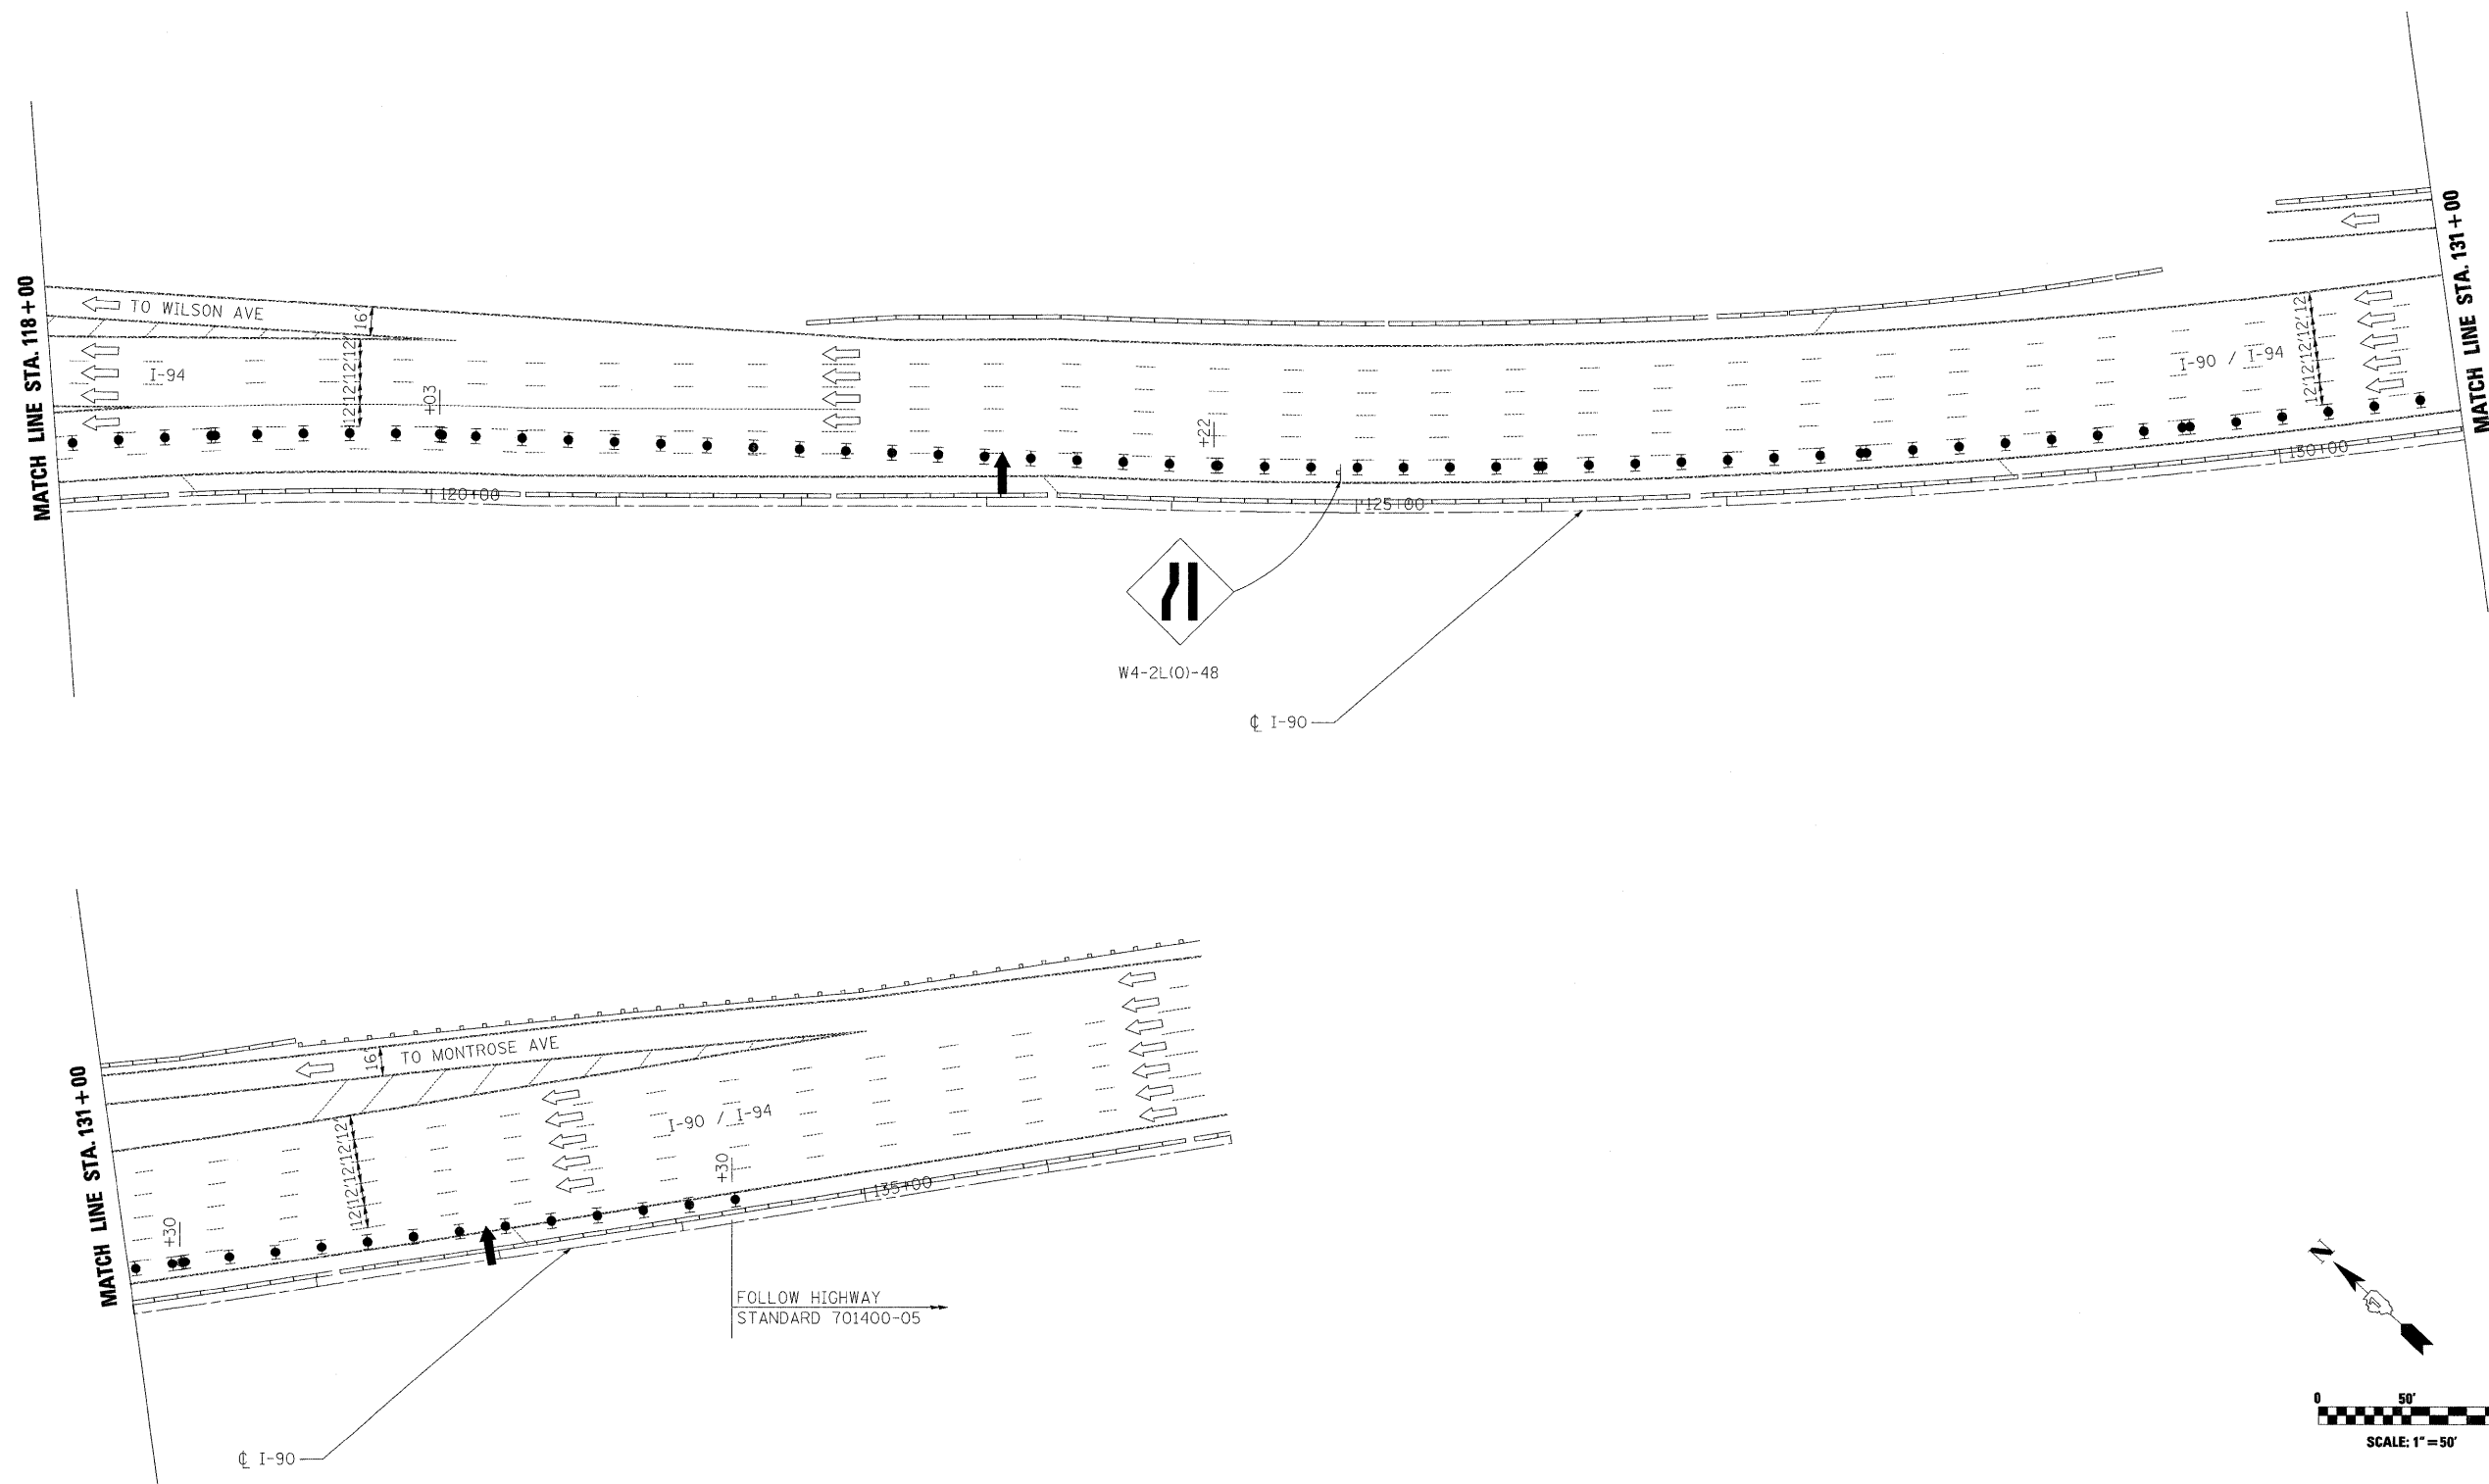 MATCH LINE STA. 118+00
TO WILSON AVE
16'
I-94
12'12'12'12'
+03
120+00
+22
125+00
W4-2L(O)-48
℄ I-90
I-90 / I-94
12'12'12'12'12'
130+00
MATCH LINE STA. 131+00
MATCH LINE STA. 131+00
16'
TO MONTROSE AVE
12'12'12'12'12'
I-90 / I-94
+30
+30
135+00
FOLLOW HIGHWAY
STANDARD 701400-05
℄ I-90
N
0 50'
SCALE: 1" = 50'